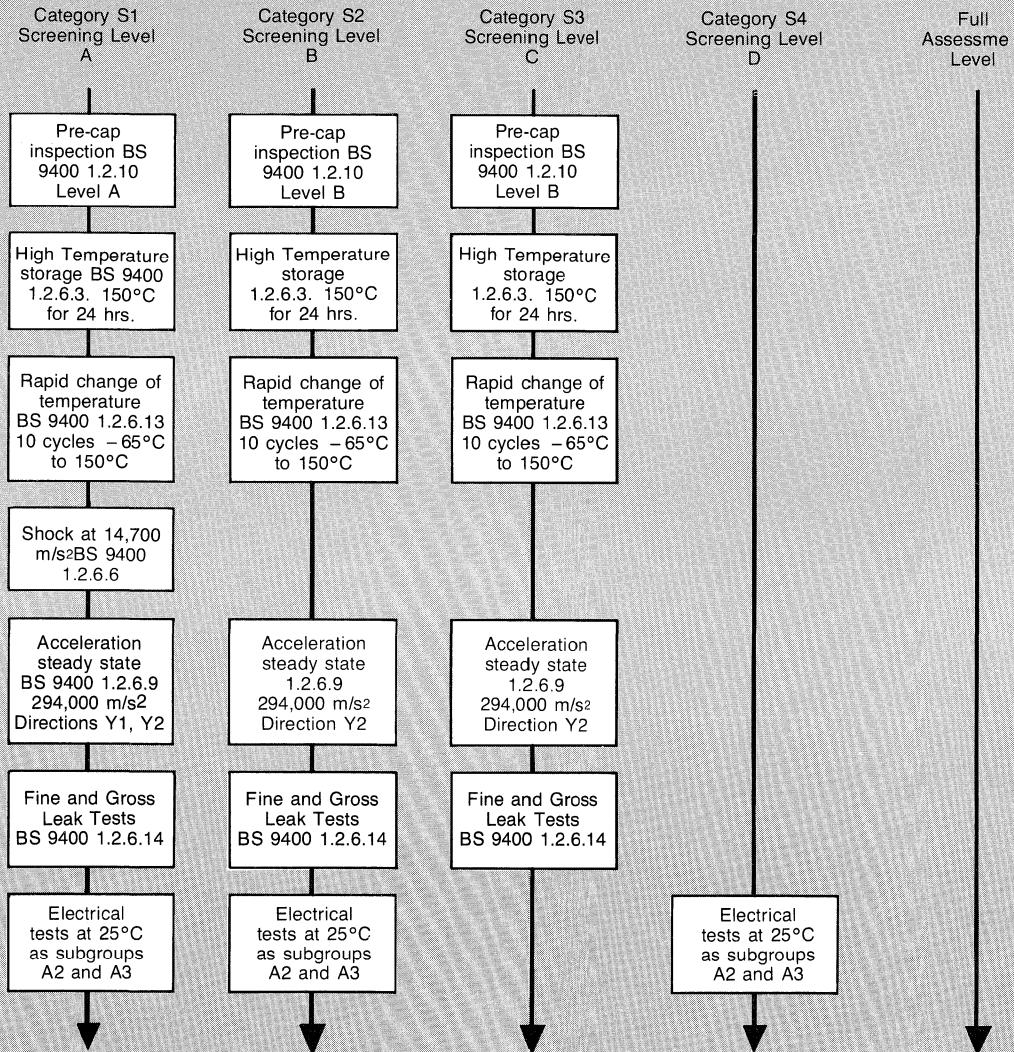 Category S1
Screening Level
A
Category S2
Screening Level
B
Category S3
Screening Level
C
Category S4
Screening Level
D
Full
Assessme
Level
Pre-cap
inspection BS
9400 1.2.10
Level A
Pre-cap
inspection BS
9400 1.2.10
Level B
Pre-cap
inspection BS
9400 1.2.10
Level B
High Temperature
storage BS 9400
1.2.6.3. 150°C
for 24 hrs.
High Temperature
storage
1.2.6.3. 150°C
for 24 hrs.
High Temperature
storage
1.2.6.3. 150°C
for 24 hrs.
Rapid change of
temperature
BS 9400 1.2.6.13
10 cycles –65°C
to 150°C
Rapid change of
temperature
BS 9400 1.2.6.13
10 cycles –65°C
to 150°C
Rapid change of
temperature
BS 9400 1.2.6.13
10 cycles –65°C
to 150°C
Shock at 14,700
m/s2BS 9400
1.2.6.6
Acceleration
steady state
BS 9400 1.2.6.9
294,000 m/s2
Directions Y1, Y2
Acceleration
steady state
1.2.6.9
294,000 m/s2
Direction Y2
Acceleration
steady state
1.2.6.9
294,000 m/s2
Direction Y2
Fine and Gross
Leak Tests
BS 9400 1.2.6.14
Fine and Gross
Leak Tests
BS 9400 1.2.6.14
Fine and Gross
Leak Tests
BS 9400 1.2.6.14
Electrical
tests at 25°C
as subgroups
A2 and A3
Electrical
tests at 25°C
as subgroups
A2 and A3
Electrical
tests at 25°C
as subgroups
A2 and A3